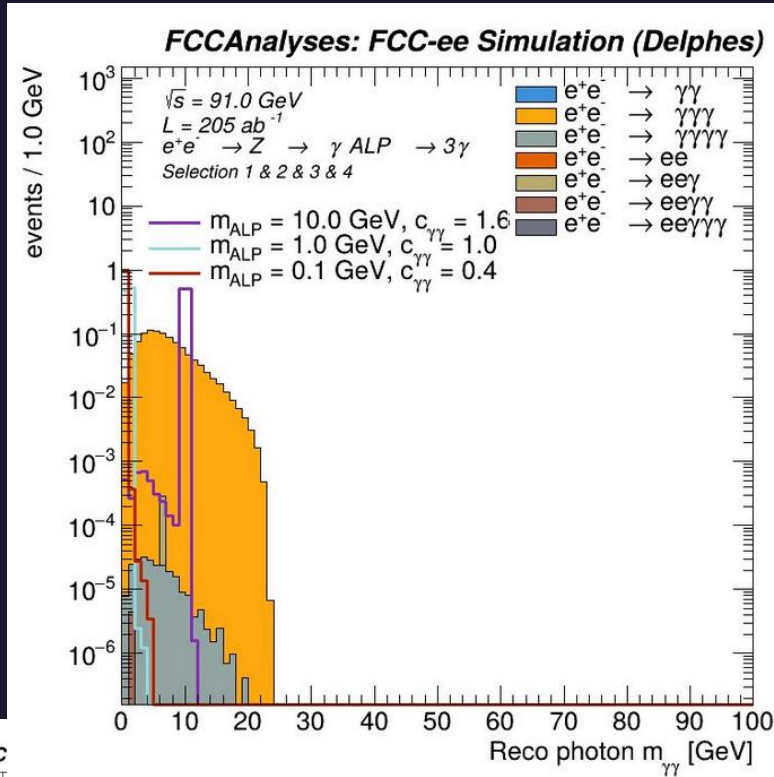 FCCAnalyses: FCC-ee Simulation (Delphes)
events / 1.0 GeV
10³
10²
10
1
10⁻¹
10⁻²
10⁻³
10⁻⁴
10⁻⁵
10⁻⁶
√s = 91.0 GeV
L = 205 ab⁻¹
e⁺e⁻ → Z → γ ALP → 3γ
Selection 1 & 2 & 3 & 4
m_ALP = 10.0 GeV, c_γγ = 1.6
m_ALP = 1.0 GeV, c_γγ = 1.0
m_ALP = 0.1 GeV, c_γγ = 0.4
e⁺e⁻ → γγ
e⁺e⁻ → γγγ
e⁺e⁻ → γγγγ
e⁺e⁻ → ee
e⁺e⁻ → eeγ
e⁺e⁻ → eeγγ
e⁺e⁻ → eeγγγ
0 10 20 30 40 50 60 70 80 90 100
Reco photon m_γγ [GeV]